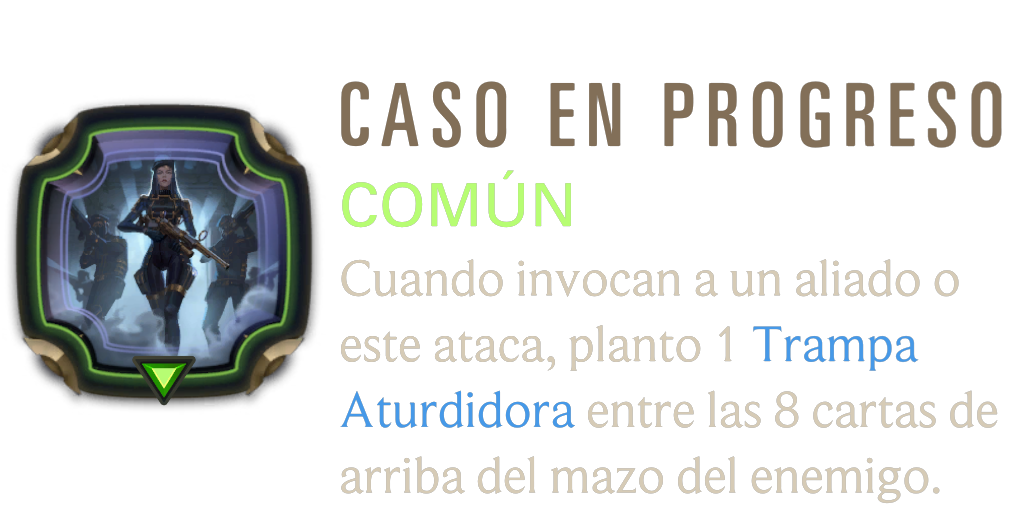 CASO EN PROGRESO
COMÚN
Cuando invocan a un aliado o
este ataca, planto 1 Trampa
Aturdidora entre las 8 cartas de
arriba del mazo del enemigo.